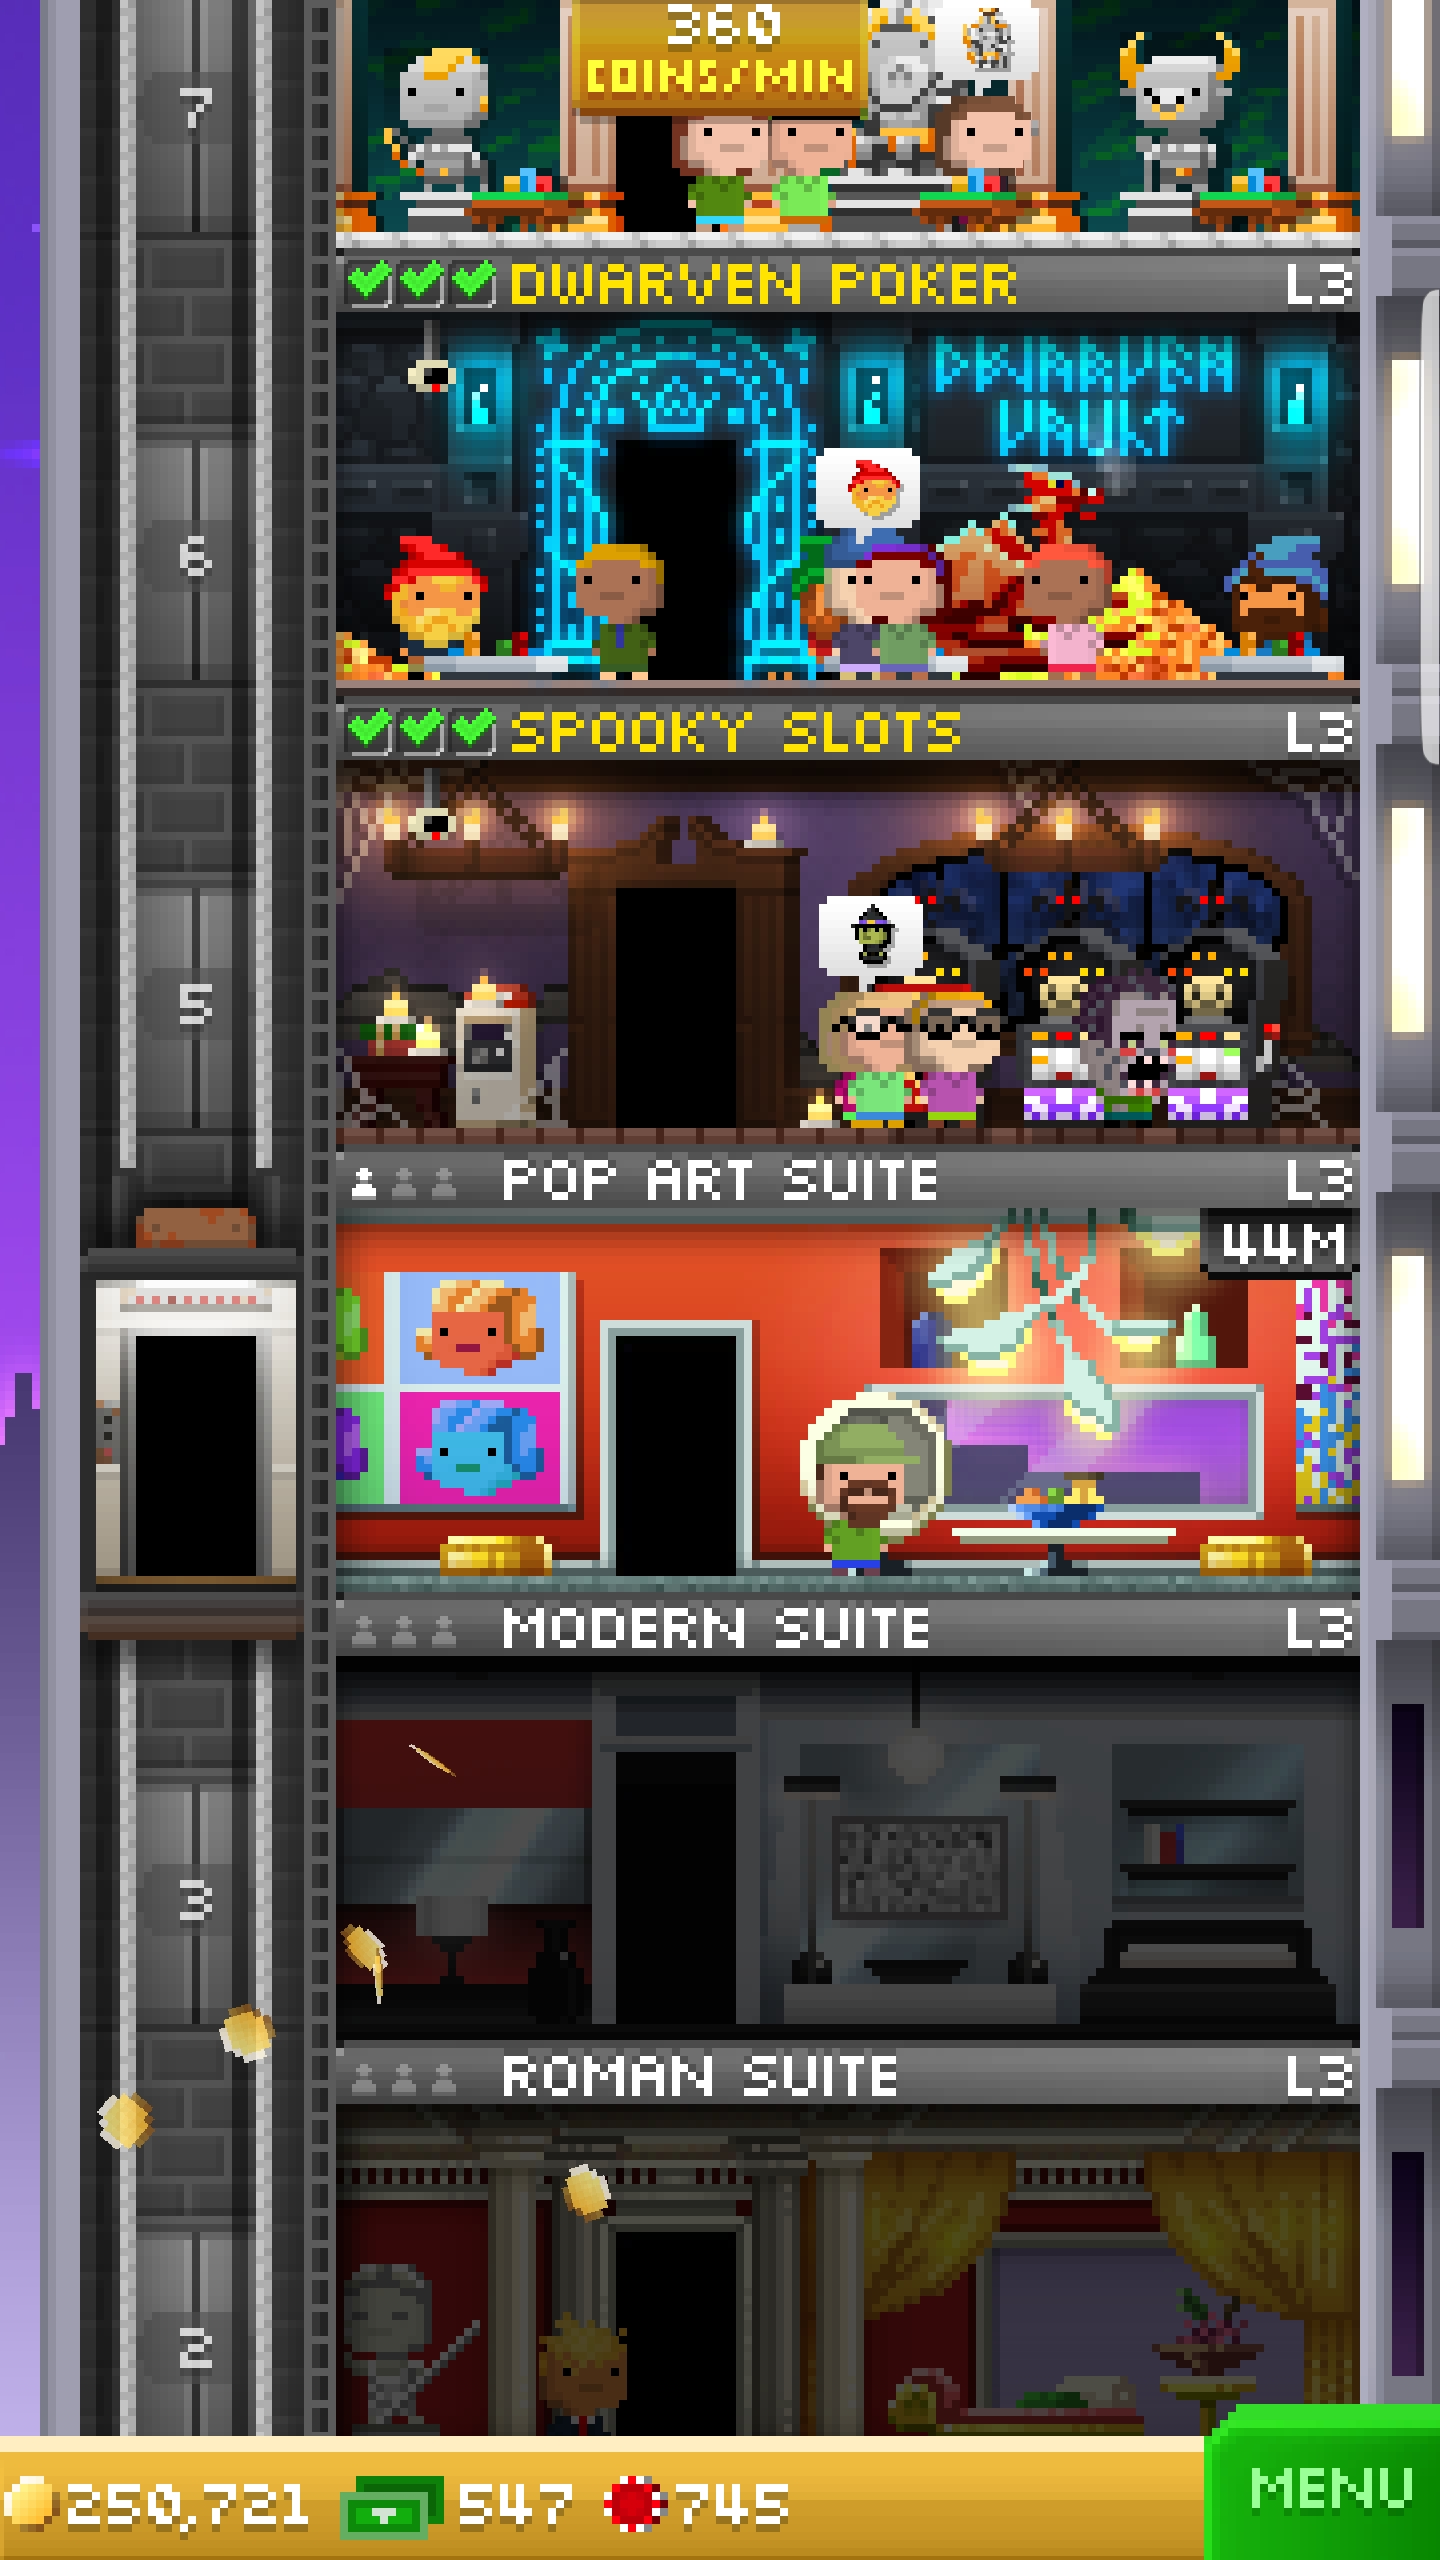 360
COINS/MIN
7
DWARVEN POKER L3
DWARVEN
VAULT
6
SPOOKY SLOTS L3
5
POP ART SUITE L3
44M
MODERN SUITE L3
3
ROMAN SUITE L3
2
250,721 547 745
MENU